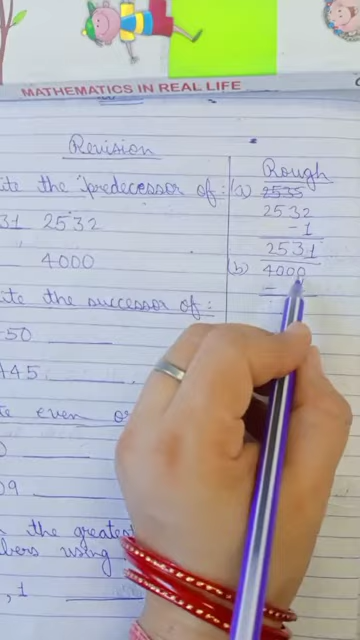 MATHEMATICS IN REAL LIFE
Revision
ite the predecessor of:
31 2532
4000
ite the successor of:
-50
445
te even or
09
the greatest
bers using
, 1
Rough
(a) 2535
2532
- 1
2531
(b) 4000
-